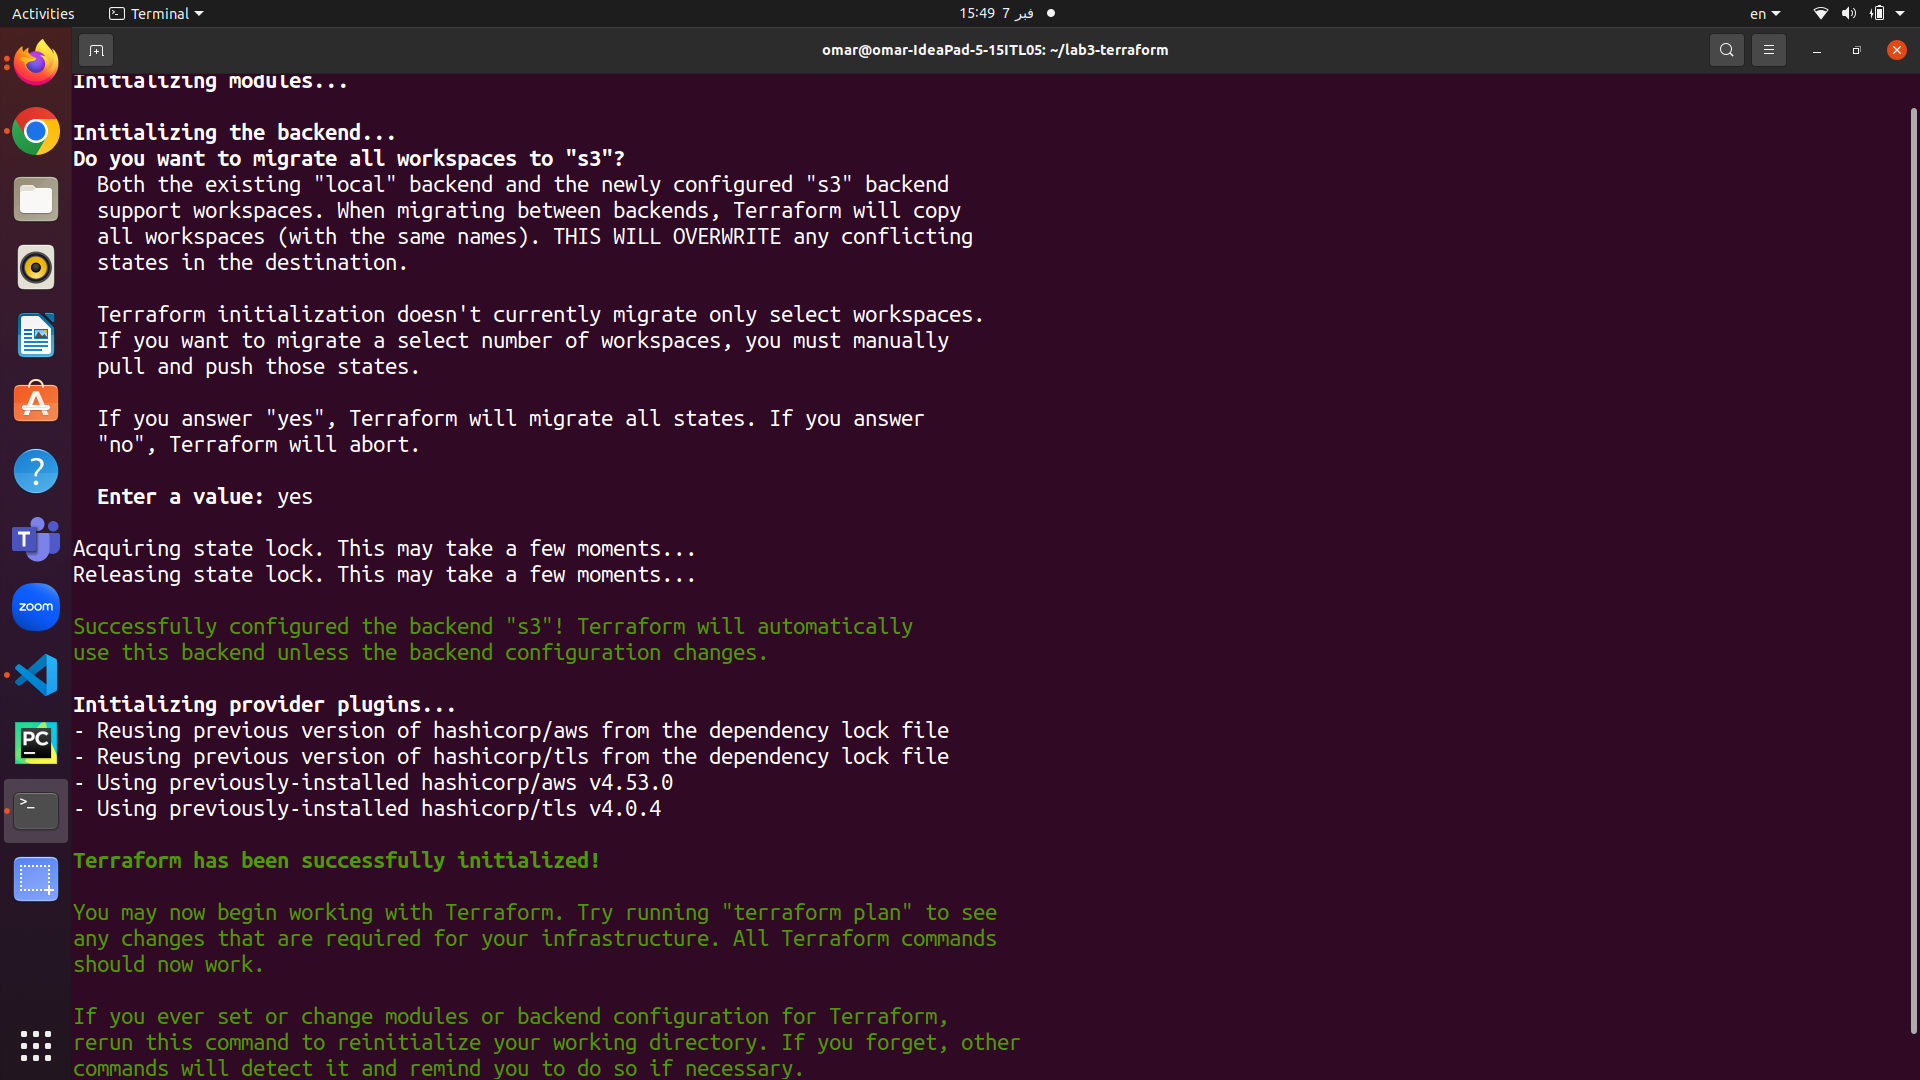 Activities
Terminal
15:49 7 فبر
en
omar@omar-IdeaPad-5-15ITL05: ~/lab3-terraform
Initializing modules...
Initializing the backend...
Do you want to migrate all workspaces to "s3"?
Both the existing "local" backend and the newly configured "s3" backend
support workspaces. When migrating between backends, Terraform will copy
all workspaces (with the same names). THIS WILL OVERWRITE any conflicting
states in the destination.
Terraform initialization doesn't currently migrate only select workspaces.
If you want to migrate a select number of workspaces, you must manually
pull and push those states.
If you answer "yes", Terraform will migrate all states. If you answer
"no", Terraform will abort.
Enter a value: yes
Acquiring state lock. This may take a few moments...
Releasing state lock. This may take a few moments...
Successfully configured the backend "s3"! Terraform will automatically
use this backend unless the backend configuration changes.
Initializing provider plugins...
- Reusing previous version of hashicorp/aws from the dependency lock file
- Reusing previous version of hashicorp/tls from the dependency lock file
- Using previously-installed hashicorp/aws v4.53.0
- Using previously-installed hashicorp/tls v4.0.4
Terraform has been successfully initialized!
You may now begin working with Terraform. Try running "terraform plan" to see
any changes that are required for your infrastructure. All Terraform commands
should now work.
If you ever set or change modules or backend configuration for Terraform,
rerun this command to reinitialize your working directory. If you forget, other
commands will detect it and remind you to do so if necessary.
T
zoom
PC
>_